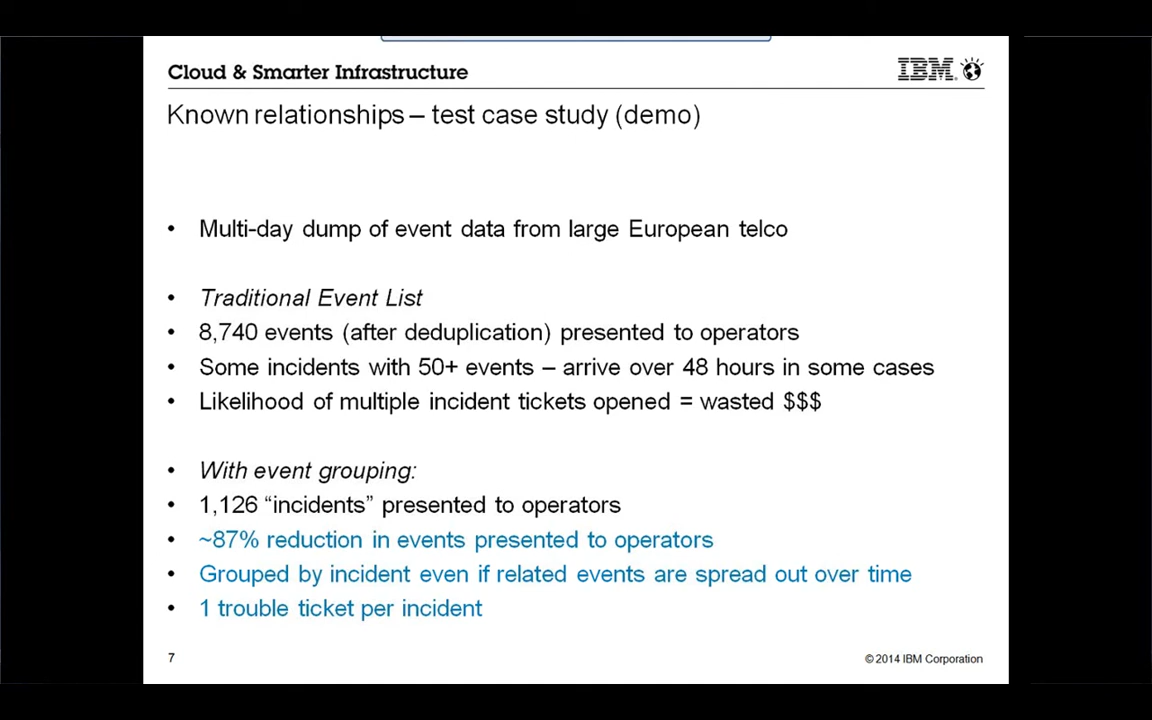 Cloud & Smarter Infrastructure
IBM®
Known relationships – test case study (demo)
• Multi-day dump of event data from large European telco
• Traditional Event List
• 8,740 events (after deduplication) presented to operators
• Some incidents with 50+ events – arrive over 48 hours in some cases
• Likelihood of multiple incident tickets opened = wasted $$$
• With event grouping:
• 1,126 “incidents” presented to operators
• ~87% reduction in events presented to operators
• Grouped by incident even if related events are spread out over time
• 1 trouble ticket per incident
7
© 2014 IBM Corporation